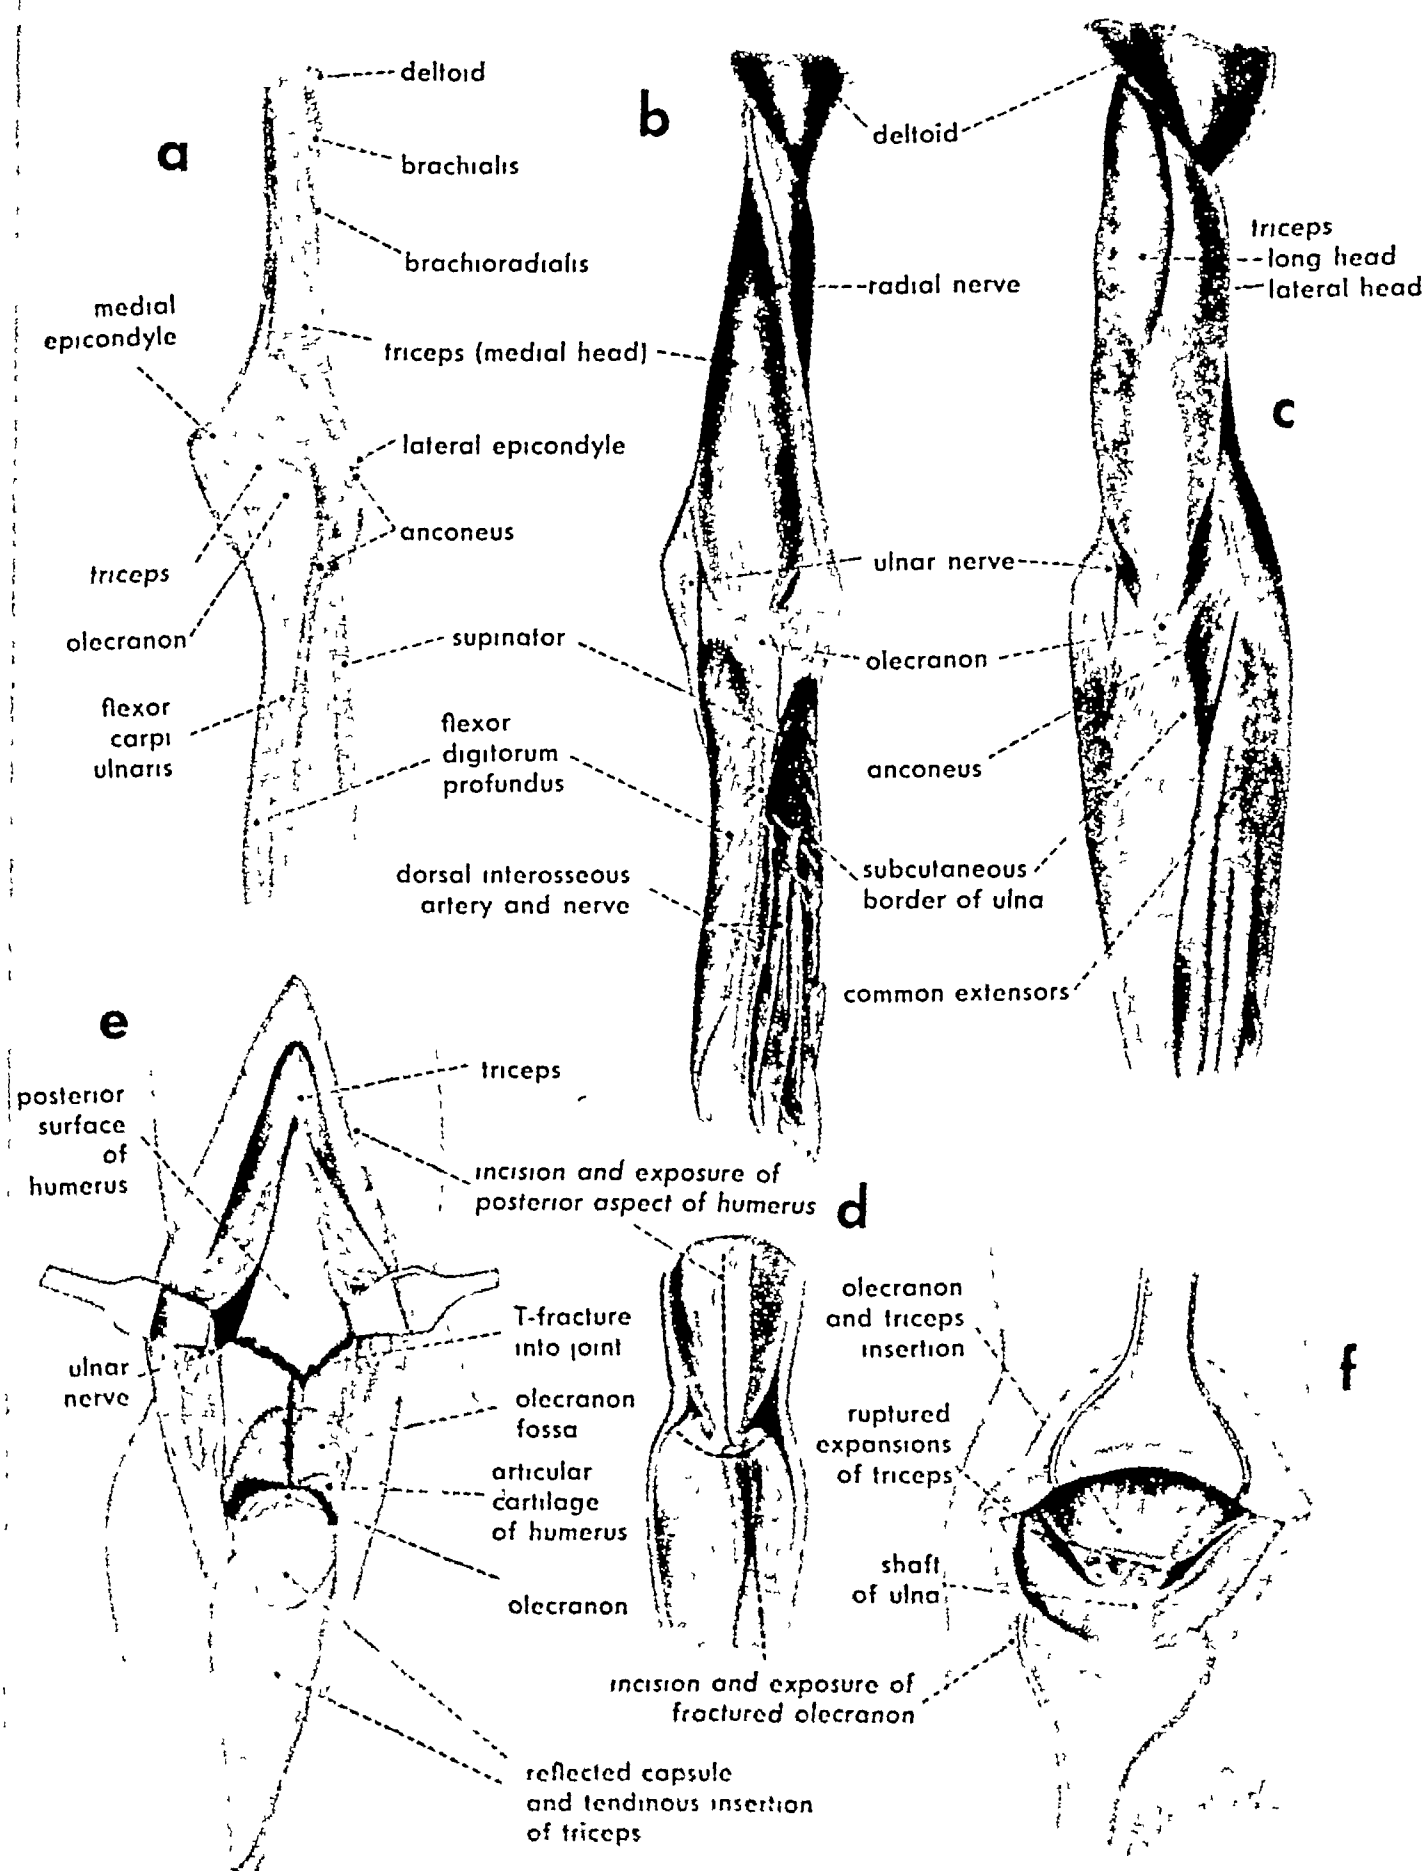 a
deltoid
brachialis
brachioradialis
medial
epicondyle
triceps (medial head)
lateral epicondyle
anconeus
triceps
olecranon
supinator
flexor
carpi
ulnaris
flexor
digitorum
profundus
dorsal interosseous
artery and nerve
b
deltoid
radial nerve
ulnar nerve
olecranon
anconeus
subcutaneous
border of ulna
common extensors
triceps
long head
lateral head
c
e
triceps
posterior
surface
of
humerus
incision and exposure of
posterior aspect of humerus
d
T-fracture
into joint
ulnar
nerve
olecranon
fossa
articular
cartilage
of humerus
olecranon
reflected capsule
and tendinous insertion
of triceps
incision and exposure of
fractured olecranon
olecranon
and triceps
insertion
f
ruptured
expansions
of triceps
shaft
of ulna